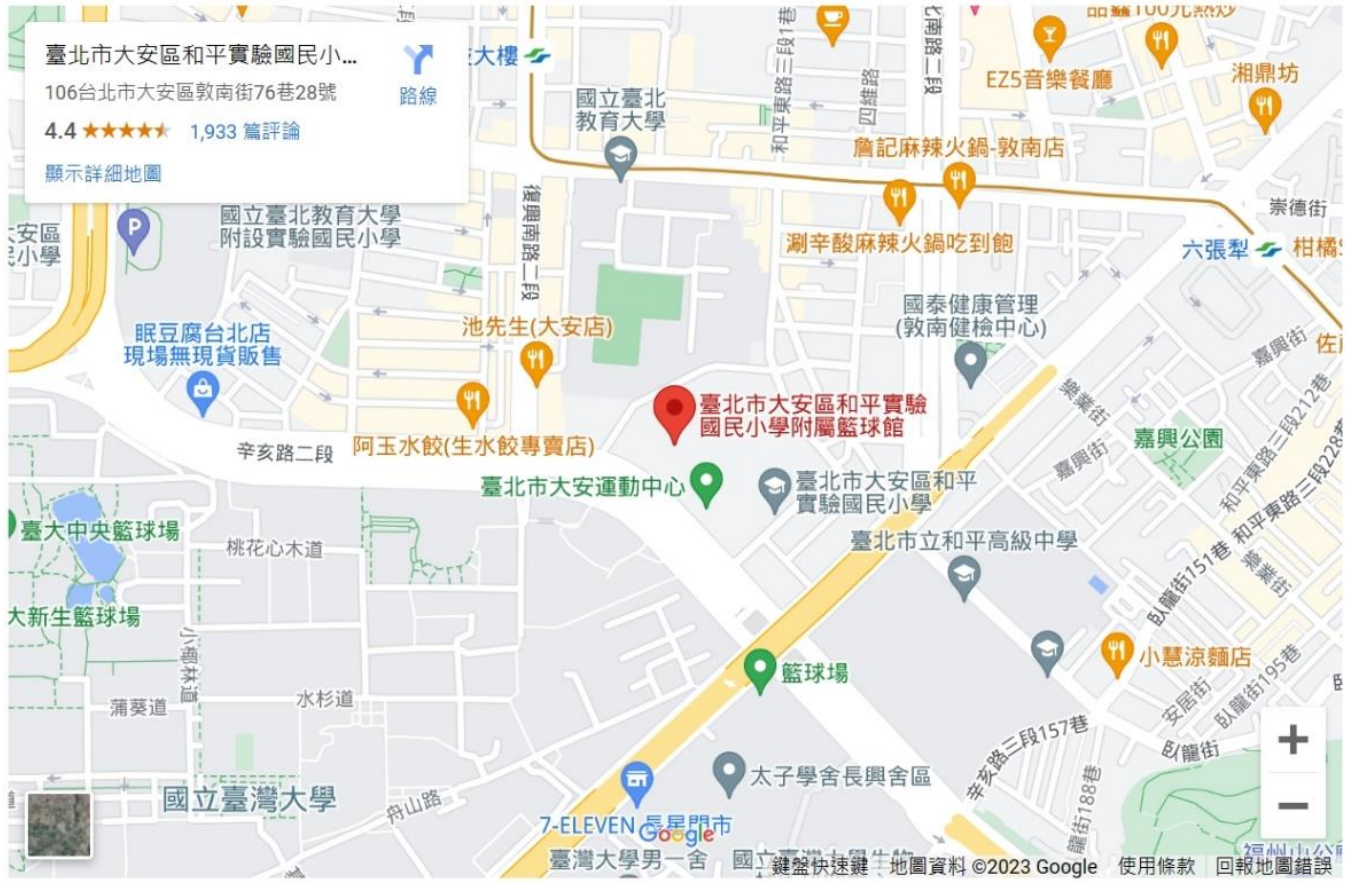 臺北市大安區和平實驗國民小...
106台北市大安區敦南街76巷28號
4.4
1,933 篇評論
顯示詳細地圖
路線
大樓
國立臺北
教育大學
和平東路三段1巷
四維路
EZ5音樂餐廳
湘鼎坊
詹記麻辣火鍋-敦南店
涮辛酸麻辣火鍋吃到飽
崇德街
六張犁
柑橘
P
國立臺北教育大學
附設實驗國民小學
復興南路二段
國泰健康管理
(敦南健檢中心)
池先生(大安店)
眠豆腐台北店
現場無現貨販售
嘉興街
臺北市大安區和平實驗
國民小學附屬籃球館
阿玉水餃(生水餃專賣店)
辛亥路二段
嘉興公園
嘉興街
和平東路三段212巷
和平東路三段228巷
臺北市大安運動中心
臺北市大安區和平
實驗國民小學
臺北市立和平高級中學
臺大中央籃球場
桃花心木道
臥龍街151巷
和平東路三段
大新生籃球場
小椰林道
籃球場
小慧涼麵店
蒲葵道
水杉道
安居街
臥龍街195巷
辛亥路三段157巷
臥龍街
太子學舍長興舍區
國立臺灣大學
舟山路
龍街188巷
7-ELEVEN 長星門市
Google
臺灣大學男一舍
鍵盤快速鍵
地圖資料 ©2023 Google
使用條款
回報地圖錯誤